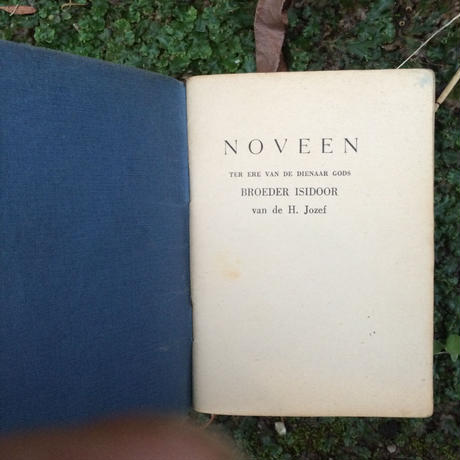 NOVEEN
TER ERE VAN DE DIENAAR GODS
BROEDER ISIDOOR
van de H. Jozef